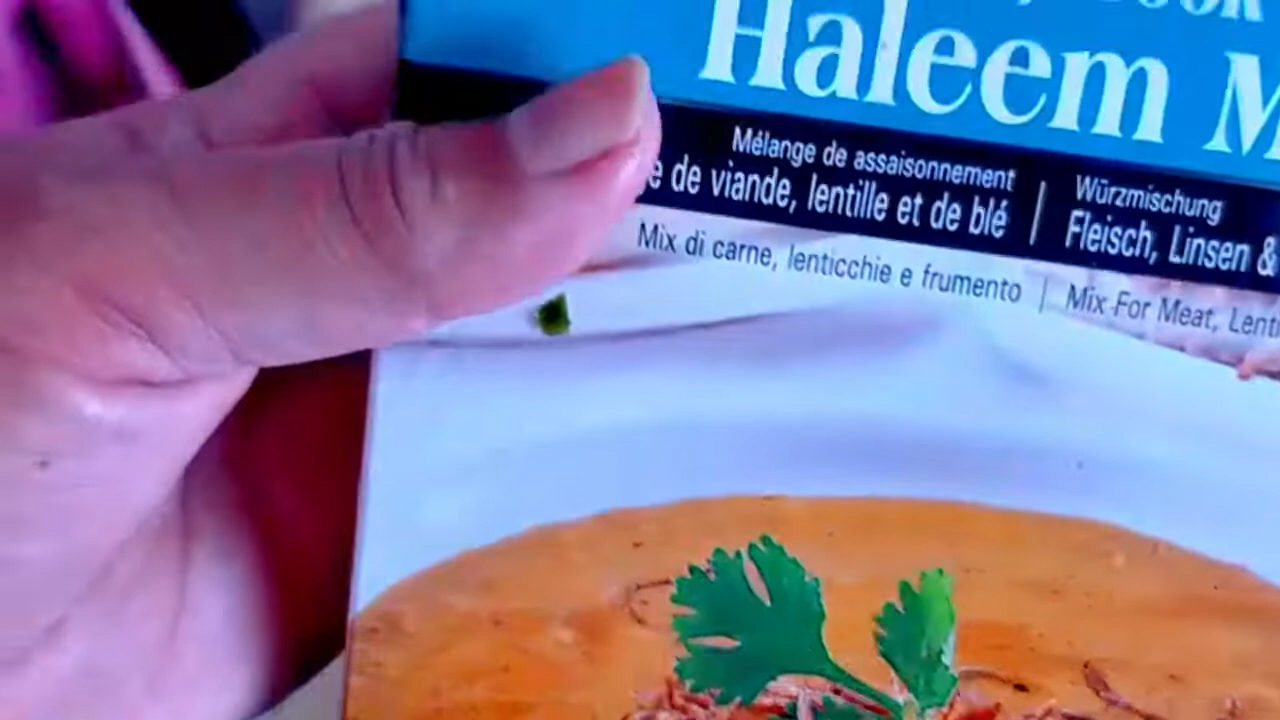 Haleem M
Mélange de assaisonnement
de viande, lentille et de blé
Würzmischung
Fleisch, Linsen &
Mix di carne, lenticchie e frumento
Mix For Meat, Lent